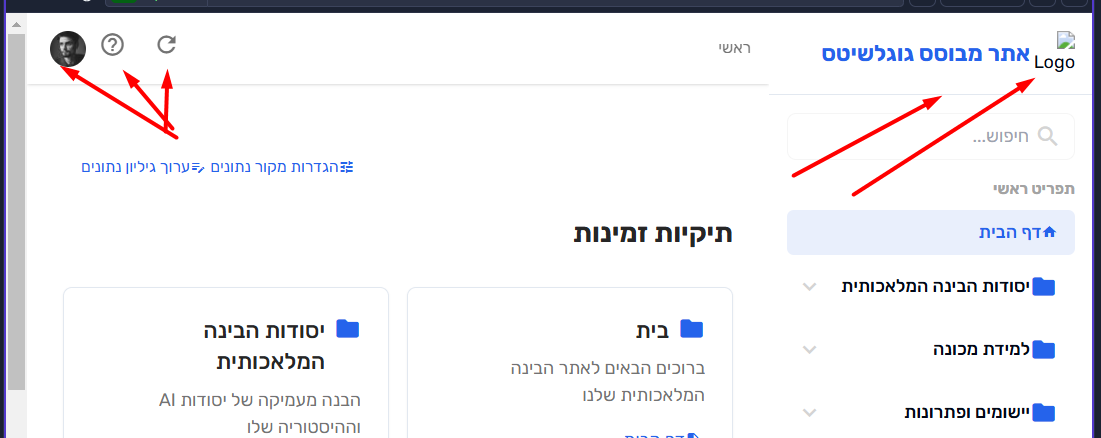 Logo
אתר מבוסס גוגלשיטס
ראשי
חיפוש...
תפריט ראשי
דף הבית
יסודות הבינה המלאכותית
למידת מכונה
יישומים ופתרונות
הגדרות מקור נתונים ערוך גיליון נתונים
תיקיות זמינות
בית
ברוכים הבאים לאתר הבינה
המלאכותית שלנו
דף הבית
יסודות הבינה
המלאכותית
הבנה מעמיקה של יסודות AI
וההיסטוריה שלו